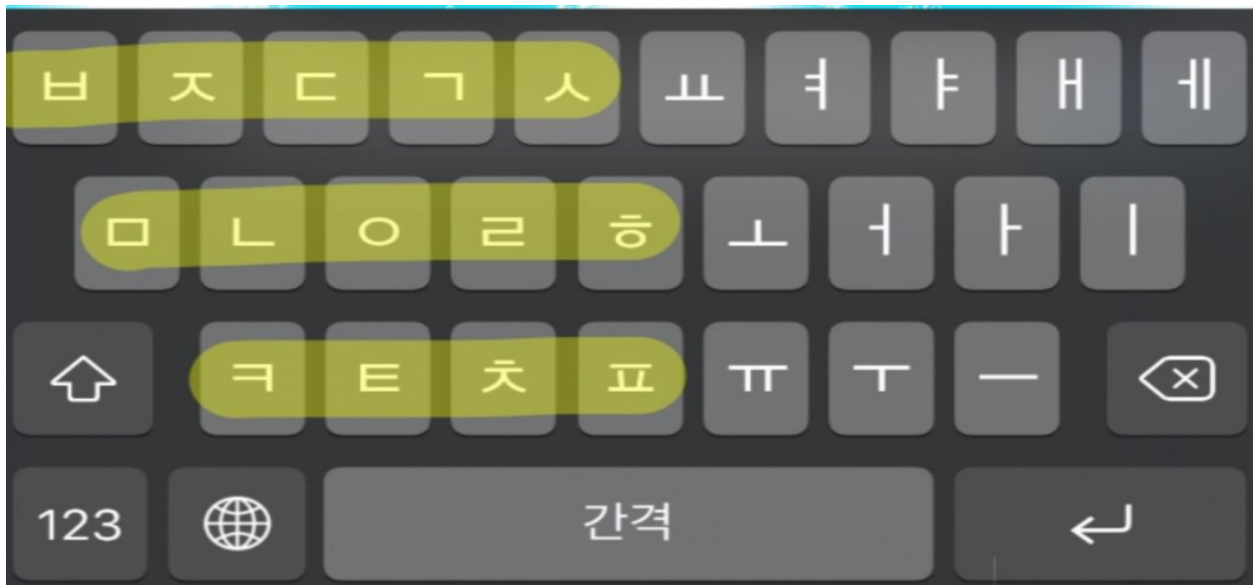 ㅂ ㅈ ㄷ ㄱ ㅅ ㅛ ㅕ ㅑ ㅐ ㅔ
ㅁ ㄴ ㅇ ㄹ ㅎ ㅗ ㅓ ㅏ ㅣ
ㅋ ㅌ ㅊ ㅍ ㅠ ㅜ ㅡ
123 간격